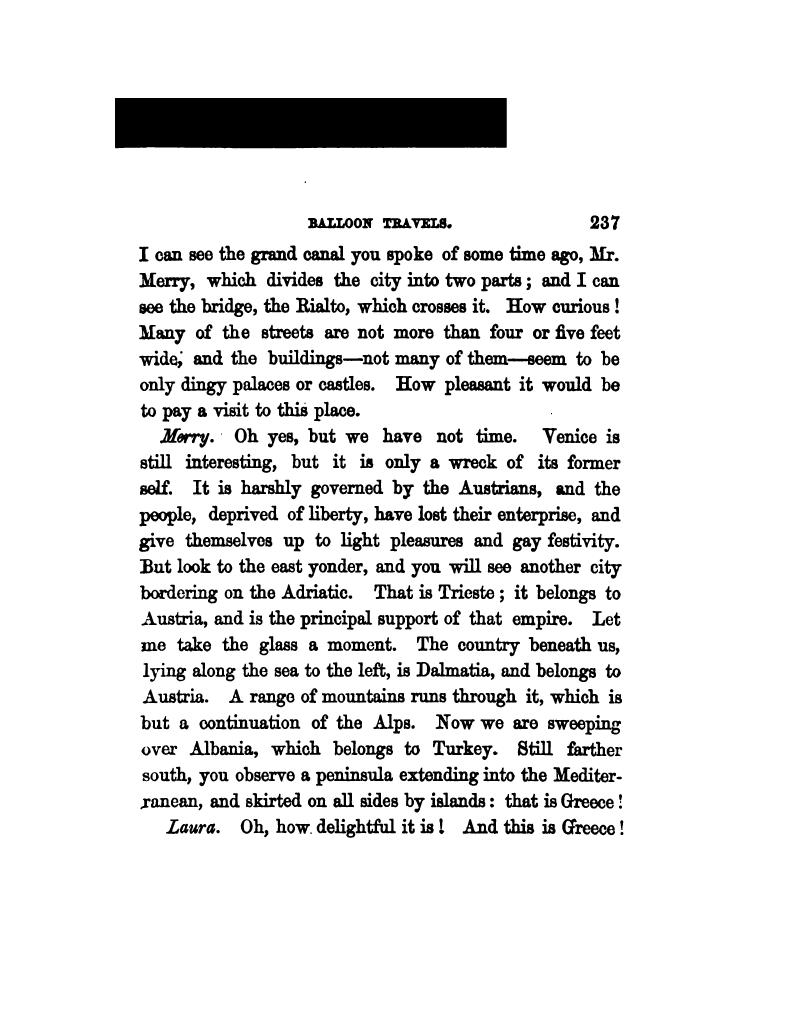 BALLOON TRAVELS. 237
I can see the grand canal you spoke of some time ago, Mr.
Merry, which divides the city into two parts; and I can
see the bridge, the Rialto, which crosses it. How curious!
Many of the streets are not more than four or five feet
wide, and the buildings—not many of them—seem to be
only dingy palaces or castles. How pleasant it would be
to pay a visit to this place.
Merry. Oh yes, but we have not time. Venice is
still interesting, but it is only a wreck of its former
self. It is harshly governed by the Austrians, and the
people, deprived of liberty, have lost their enterprise, and
give themselves up to light pleasures and gay festivity.
But look to the east yonder, and you will see another city
bordering on the Adriatic. That is Trieste; it belongs to
Austria, and is the principal support of that empire. Let
me take the glass a moment. The country beneath us,
lying along the sea to the left, is Dalmatia, and belongs to
Austria. A range of mountains runs through it, which is
but a continuation of the Alps. Now we are sweeping
over Albania, which belongs to Turkey. Still farther
south, you observe a peninsula extending into the Mediter-
ranean, and skirted on all sides by islands: that is Greece!
Laura. Oh, how delightful it is! And this is Greece!